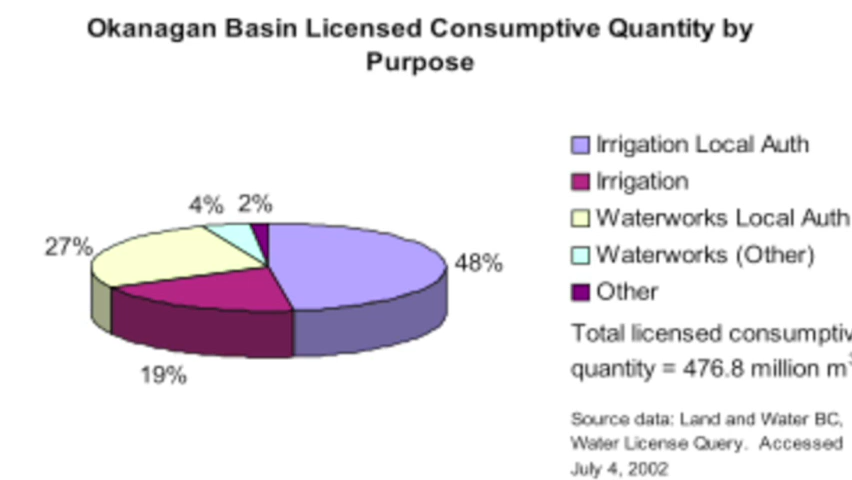 Okanagan Basin Licensed Consumptive Quantity by
Purpose
4% 2%
27%
48%
19%
Irrigation Local Auth
Irrigation
Waterworks Local Auth
Waterworks (Other)
Other
Total licensed consumptiv
quantity = 476.8 million m³
Source data: Land and Water BC,
Water License Query. Accessed
July 4, 2002